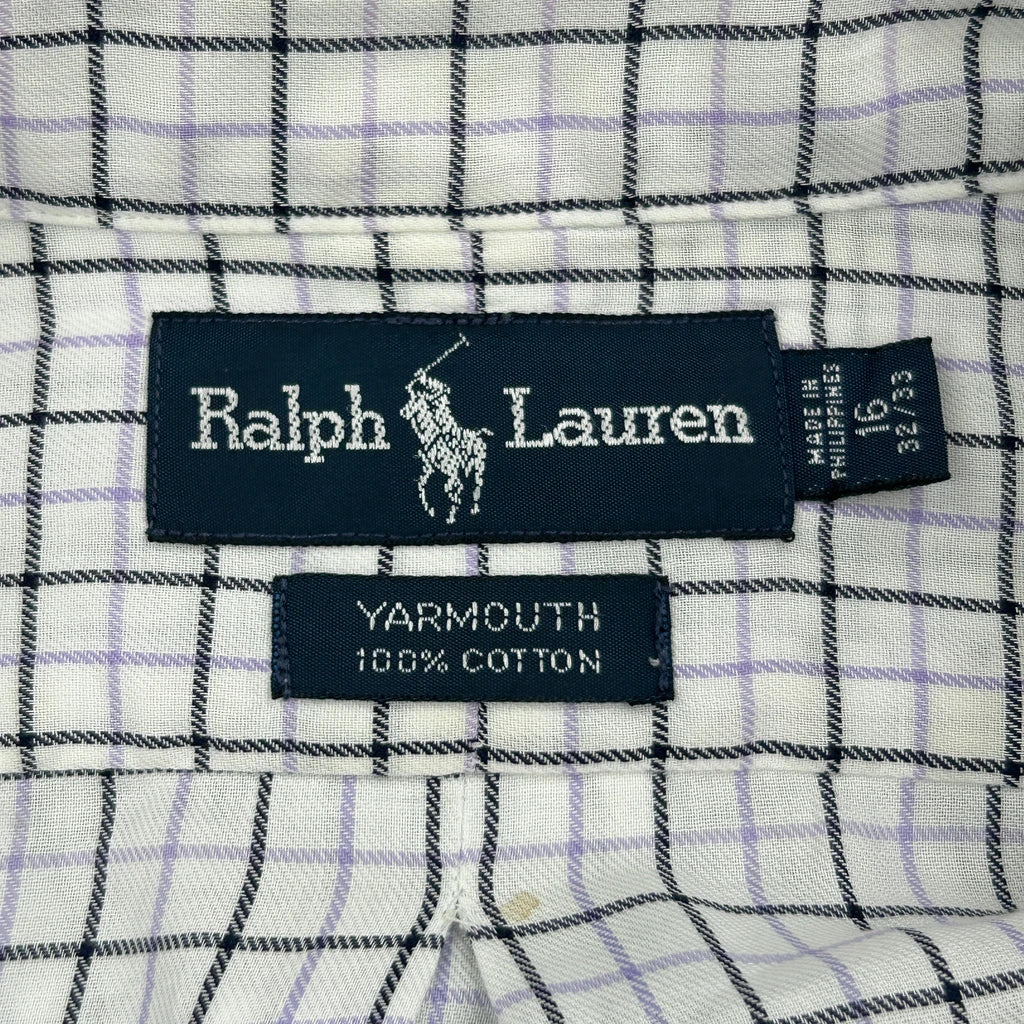 Ralph Lauren
MADE IN
PHILIPPINES
16
32/33
YARMOUTH
100% COTTON